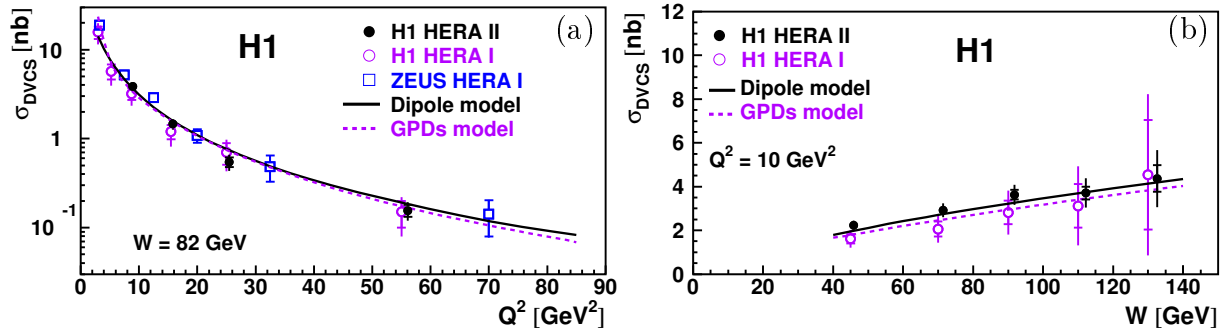 H1
(a)
H1 HERA II
H1 HERA I
ZEUS HERA I
Dipole model
GPDs model
W = 82 GeV
σDVCS [nb]
10
1
10-1
0 10 20 30 40 50 60 70 80 90
Q2 [GeV2]
H1
(b)
H1 HERA II
H1 HERA I
Dipole model
GPDs model
Q2 = 10 GeV2
σDVCS [nb]
12
10
8
6
4
2
0
0 20 40 60 80 100 120 140
W [GeV]